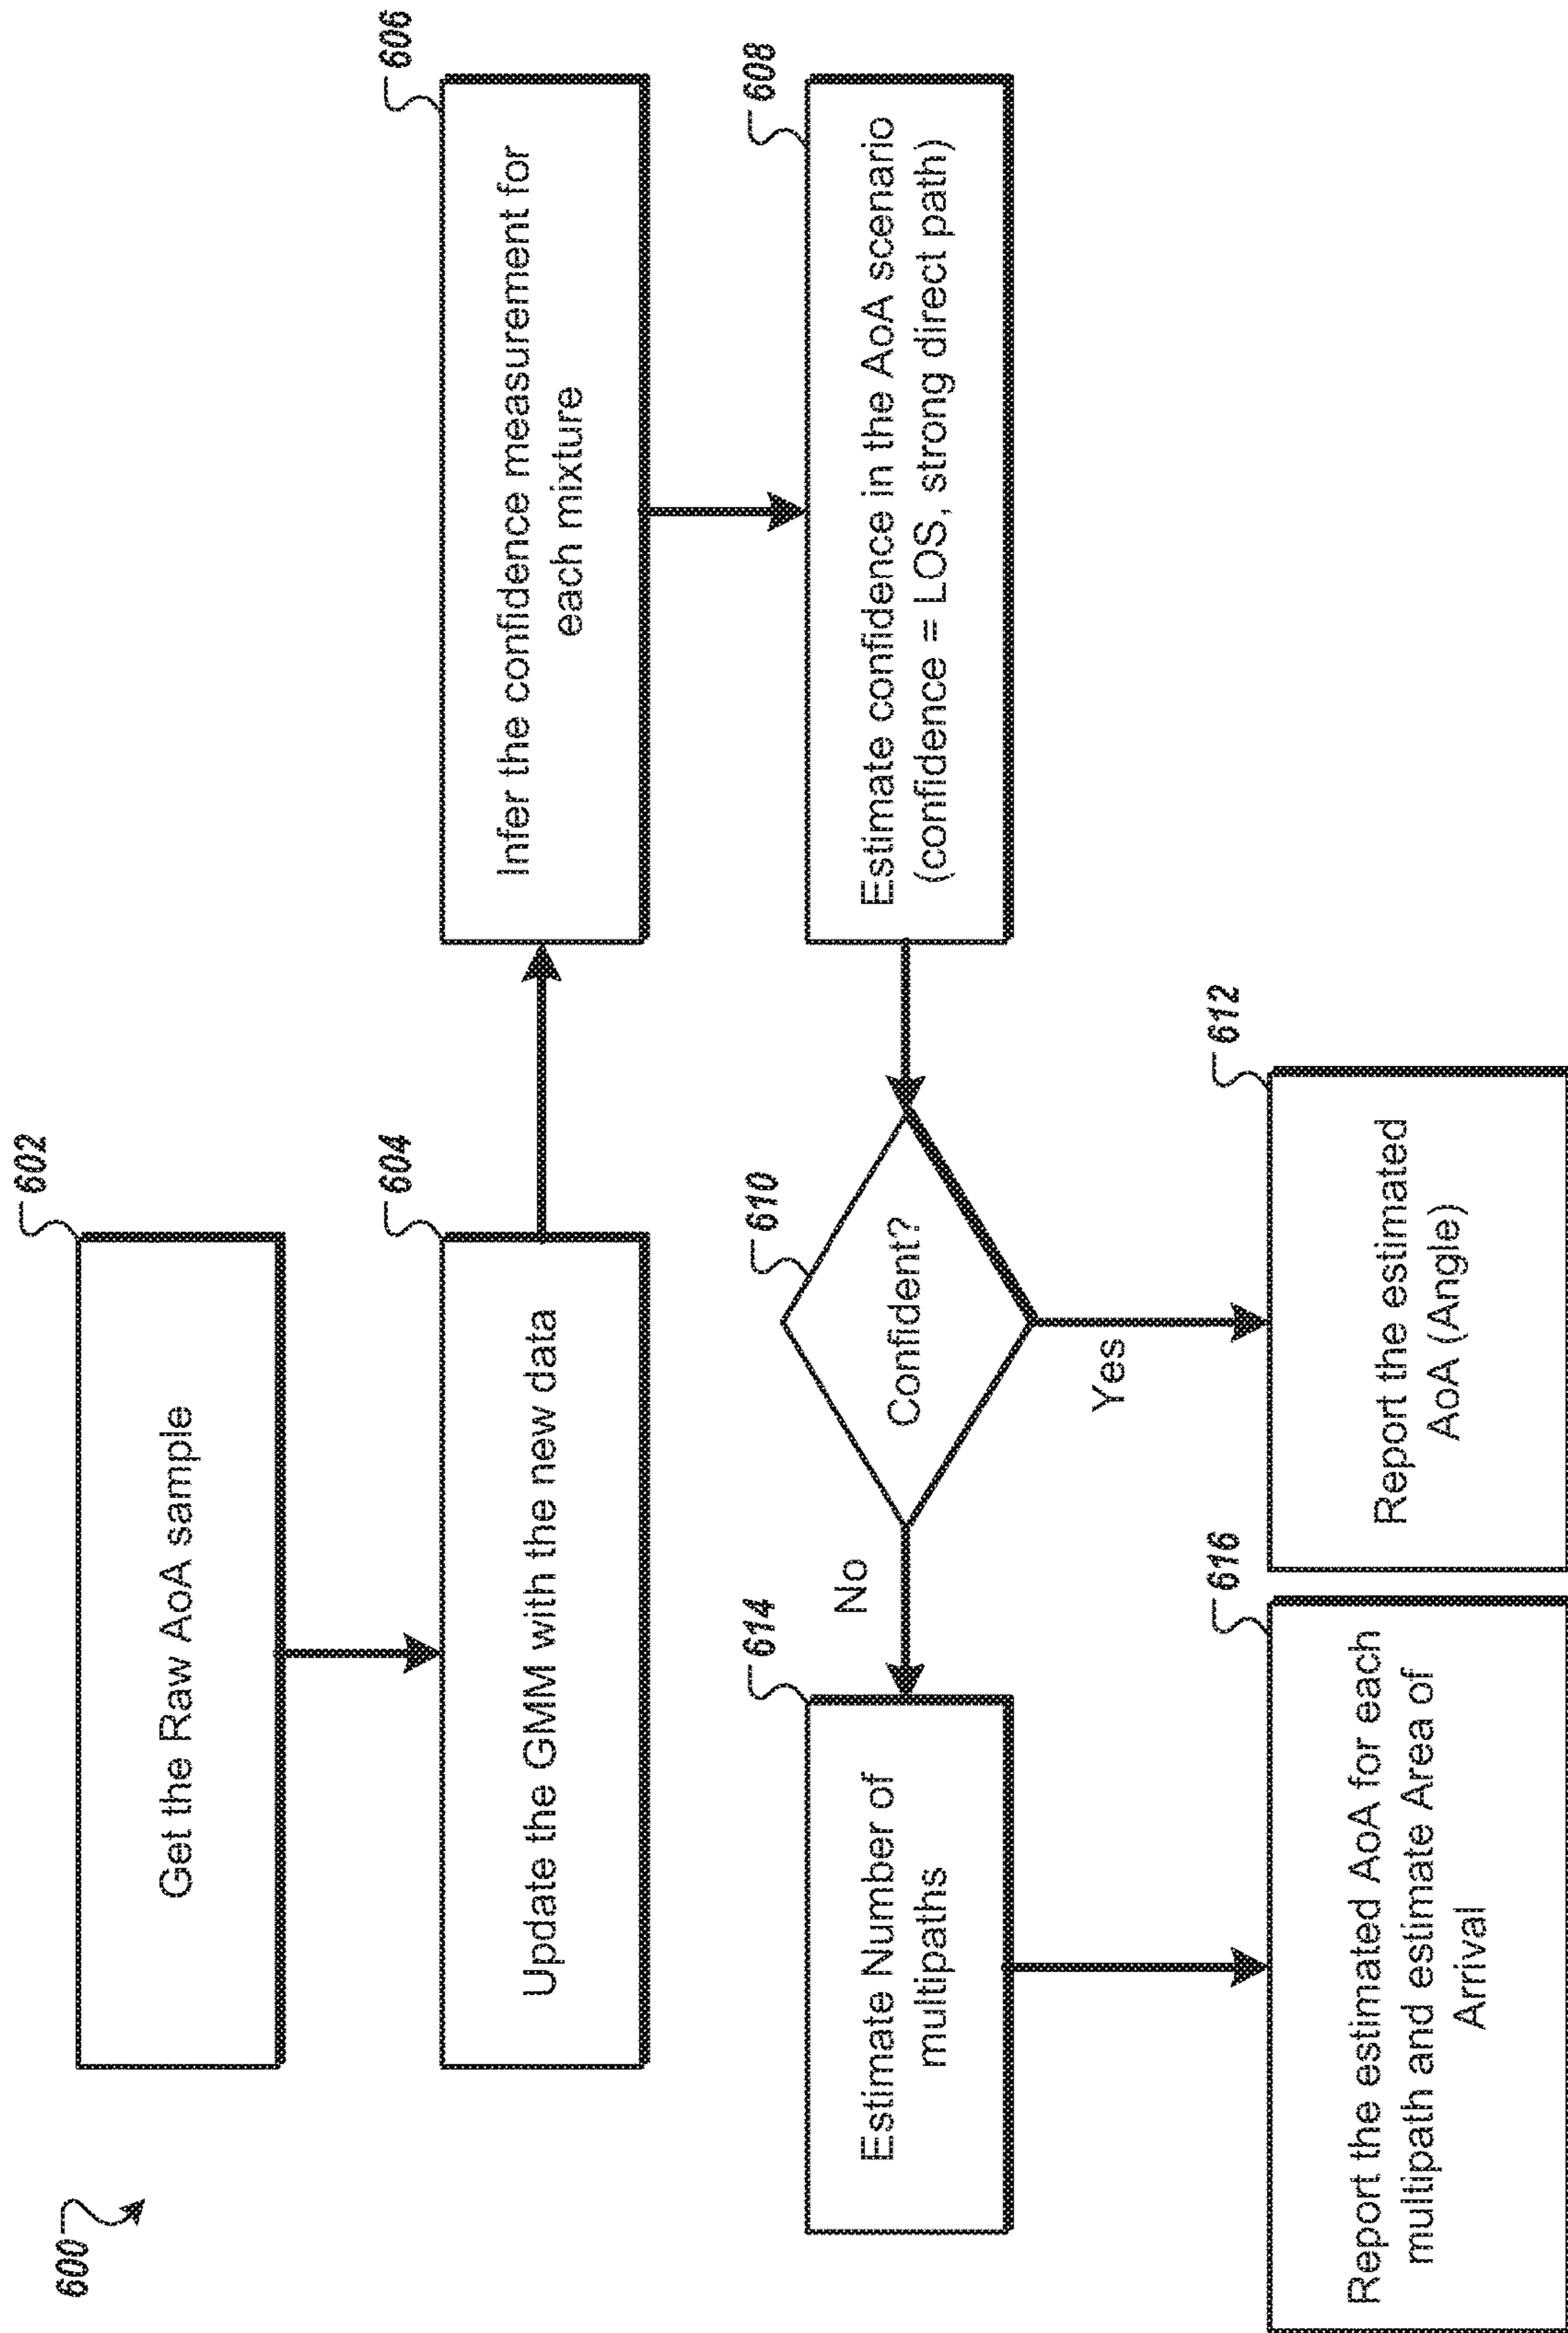 600
602
Get the Raw AoA sample
604
Update the GMM with the new data
606
Infer the confidence measurement for
each mixture
608
Estimate confidence in the AoA scenario
(confidence = LOS, strong direct path)
610
Confident?
No
Yes
614
Estimate Number of
multipaths
616
Report the estimated AoA for each
multipath and estimate Area of
Arrival
612
Report the estimated
AoA (Angle)